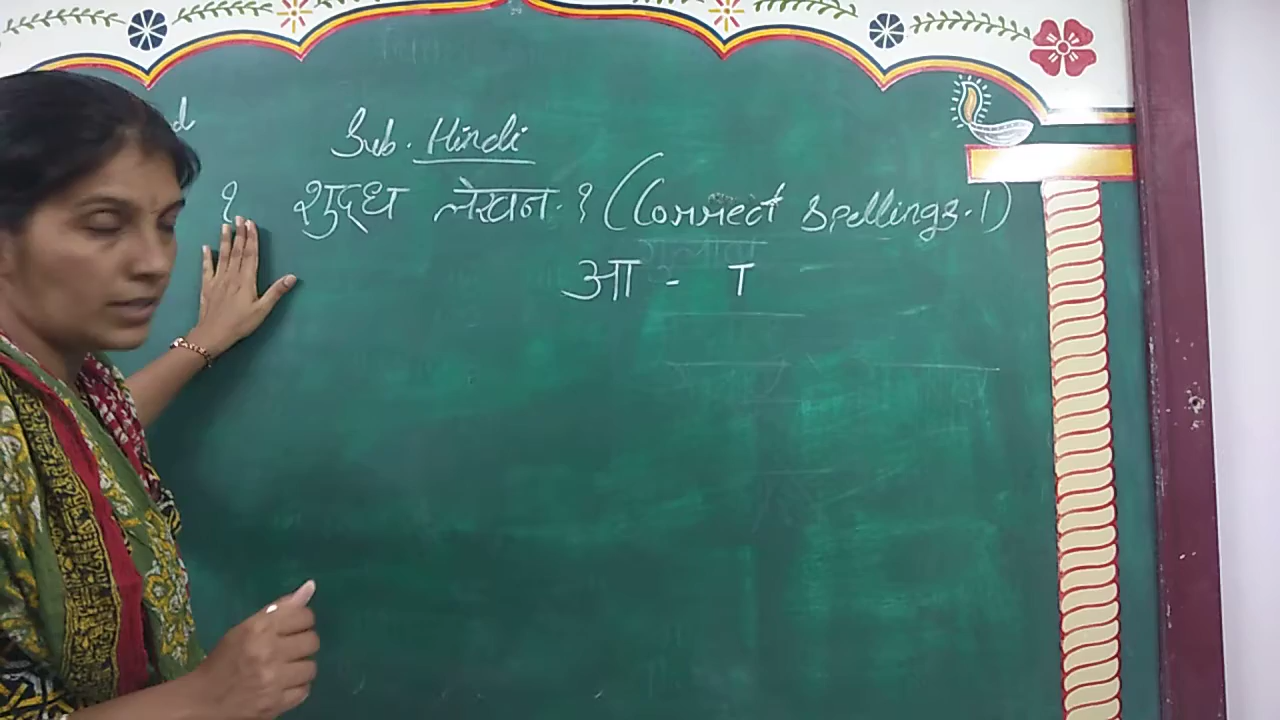 Sub. Hindi
१ शुद्ध लेखन-१ (Correct Spellings-1)
आ - ा